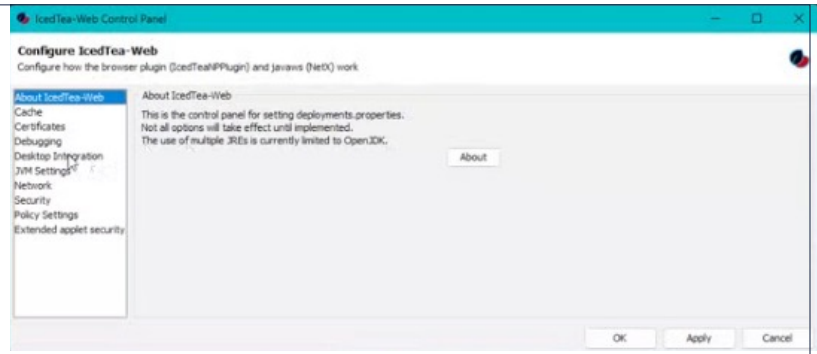 IcedTea-Web Control Panel
Configure IcedTea-Web
Configure how the browser plugin (IcedTeaNPPlugin) and javaws (NetX) work
About IcedTea-Web
Cache
Certificates
Debugging
Desktop Integration
JVM Settings
Network
Security
Policy Settings
Extended applet security
About IcedTea-Web
This is the control panel for setting deployments.properties.
Not all options will take effect until implemented.
The use of multiple JREs is currently limited to OpenJDK.
About
OK Apply Cancel